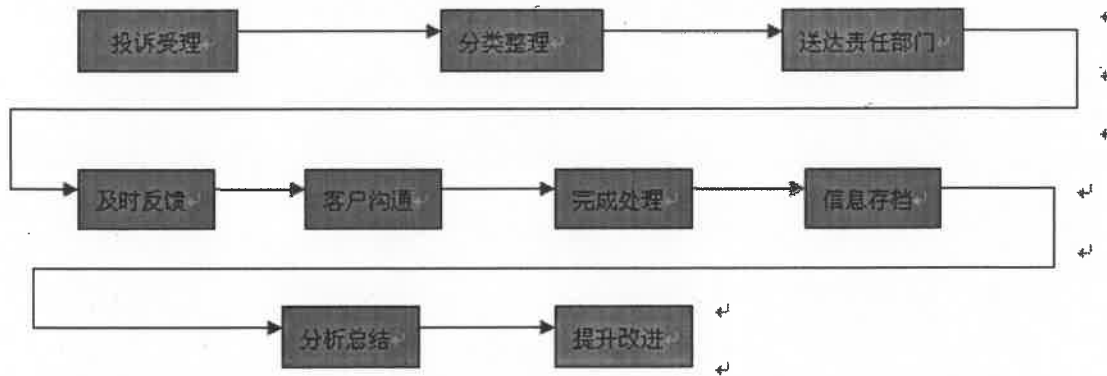 投诉受理
分类整理
送达责任部门
及时反馈
客户沟通
完成处理
信息存档
分析总结
提升改进